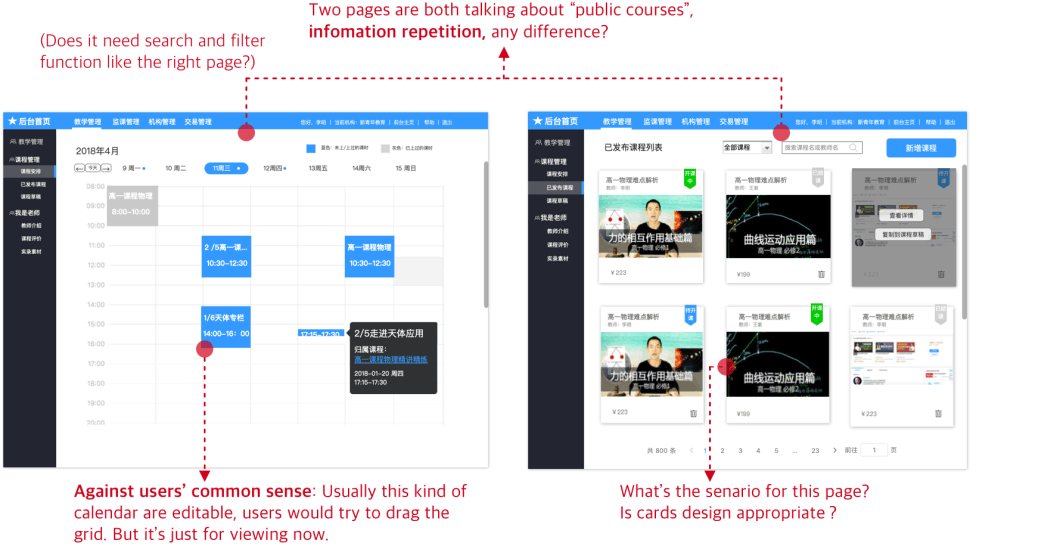 Two pages are both talking about “public courses”,
infomation repetition, any difference?
(Does it need search and filter
function like the right page?)
★ 后台首页 教学管理 监课管理 机构管理 交易管理 您好，李明 | 当前机构：新青年教育 | 前台主页 | 帮助 | 退出
教学管理
课程管理
课程安排
已发布课程
课程草稿
我是老师
教师介绍
课程评价
实录素材
2018年4月
蓝色：未上/上过的课时
灰色：已上过的课时
← 今天 → 9 周一 10 周二 11周三 12周四 13周五 14周六 15 周日
08:00
09:00
10:00
11:00
12:00
13:00
14:00
15:00
16:00
17:00
18:00
19:00
20:00
高一课程物理
8:00-10:00
2 /5高一课...
10:30-12:30
高一课程物理
10:30-12:30
1/6天体专栏
14:00-16：00
17:15-17:30
2/5走进天体应用
归属课程：
高一课程物理精讲精练
2018-01-20 周四
17:15-17:30
★ 后台首页 教学管理 监课管理 机构管理 交易管理 您好，李明 | 当前机构：新青年教育 | 前台主页 | 帮助 | 退出
教学管理
课程管理
课程安排
已发布课程
课程草稿
我是老师
教师介绍
课程评价
实录素材
已发布课程列表 全部课程 搜索课程名或教师名 新增课程
高一物理难点解析
教师：李明
开课中
力的相互作用基础篇
高一物理 必修1
¥223
高一物理难点解析
教师：王董
已结课
曲线运动应用篇
高一物理 必修2
¥199
高一物理难点解析
待开课
查看详情
复制到课程草稿
¥223
高一物理难点解析
教师：李明
待开课
力的相互作用基础篇
高一物理 必修1
¥223
高一物理难点解析
教师：王董
开课中
曲线运动应用篇
高一物理 必修2
¥199
高一物理难点解析
教师：李明
已结课
¥223
共 800 条 < 1 2 3 4 5 ... 23 > 前往 1 页
Against users’ common sense: Usually this kind of
calendar are editable, users would try to drag the
grid. But it’s just for viewing now.
What’s the senario for this page?
Is cards design appropriate ?